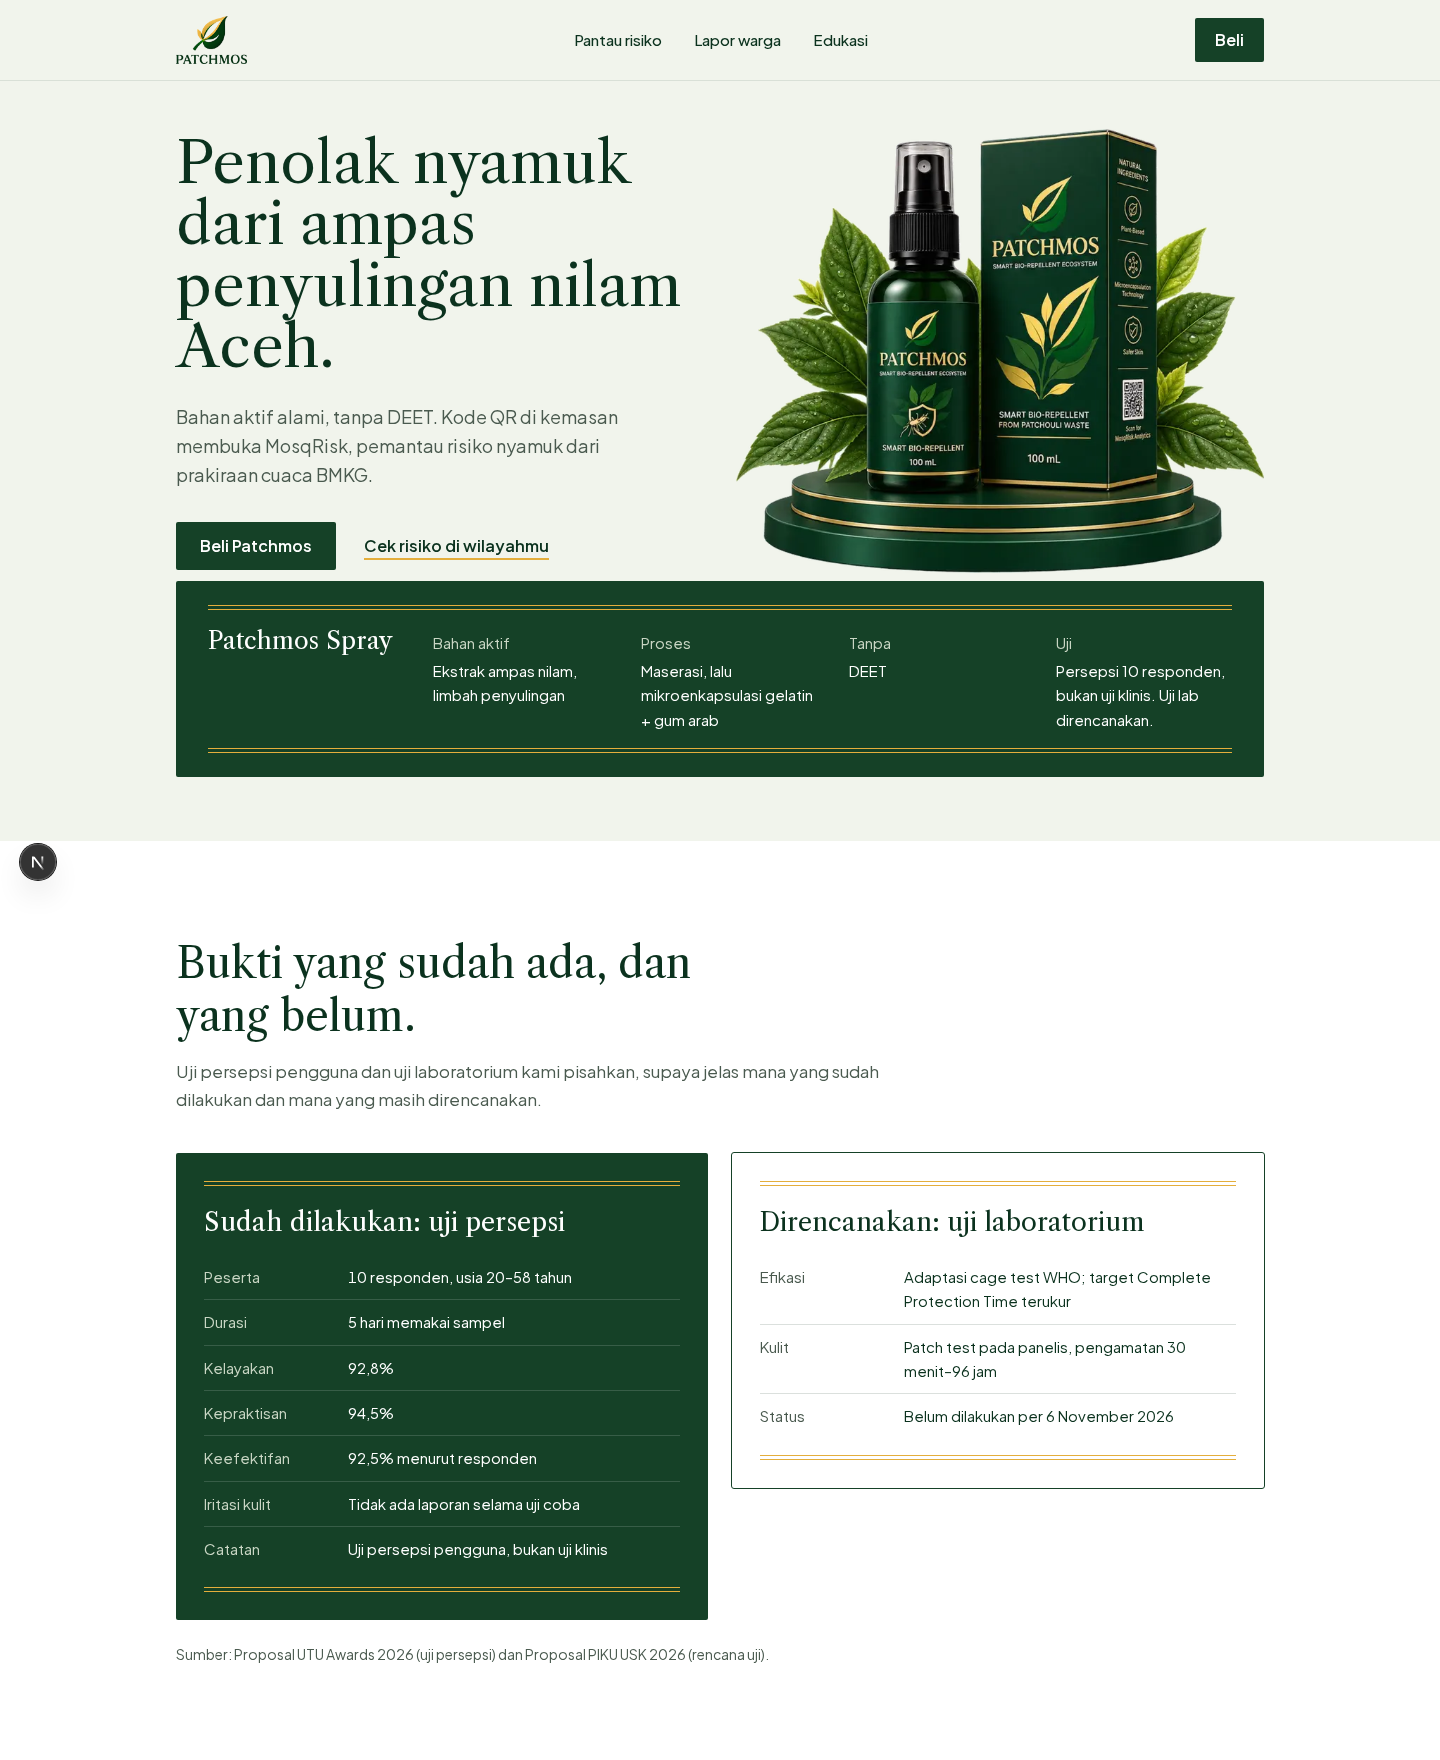 PATCHMOS
Pantau risiko
Lapor warga
Edukasi
Beli
Penolak nyamuk
dari ampas
penyulingan nilam
Aceh.
Bahan aktif alami, tanpa DEET. Kode QR di kemasan
membuka MosqRisk, pemantau risiko nyamuk dari
prakiraan cuaca BMKG.
Beli Patchmos
Cek risiko di wilayahmu
PATCHMOS
SMART BIO-REPELLENT ECOSYSTEM
SMART BIO-REPELLENT
100 mL
PATCHMOS
SMART BIO-REPELLENT ECOSYSTEM
SMART BIO-REPELLENT
FROM PATCHOULI WASTE
100 mL
NATURAL
INGREDIENTS
Plant-Based
Microencapsulation
Technology
Safer Skin
Scan for
MosqRisk Analytics
Patchmos Spray
Bahan aktif
Ekstrak ampas nilam,
limbah penyulingan
Proses
Maserasi, lalu
mikroenkapsulasi gelatin
+ gum arab
Tanpa
DEET
Uji
Persepsi 10 responden,
bukan uji klinis. Uji lab
direncanakan.
N
Bukti yang sudah ada, dan
yang belum.
Uji persepsi pengguna dan uji laboratorium kami pisahkan, supaya jelas mana yang sudah
dilakukan dan mana yang masih direncanakan.
Sudah dilakukan: uji persepsi
Peserta
10 responden, usia 20–58 tahun
Durasi
5 hari memakai sampel
Kelayakan
92,8%
Kepraktisan
94,5%
Keefektifan
92,5% menurut responden
Iritasi kulit
Tidak ada laporan selama uji coba
Catatan
Uji persepsi pengguna, bukan uji klinis
Direncanakan: uji laboratorium
Efikasi
Adaptasi cage test WHO; target Complete
Protection Time terukur
Kulit
Patch test pada panelis, pengamatan 30
menit–96 jam
Status
Belum dilakukan per 6 November 2026
Sumber: Proposal UTU Awards 2026 (uji persepsi) dan Proposal PIKU USK 2026 (rencana uji).